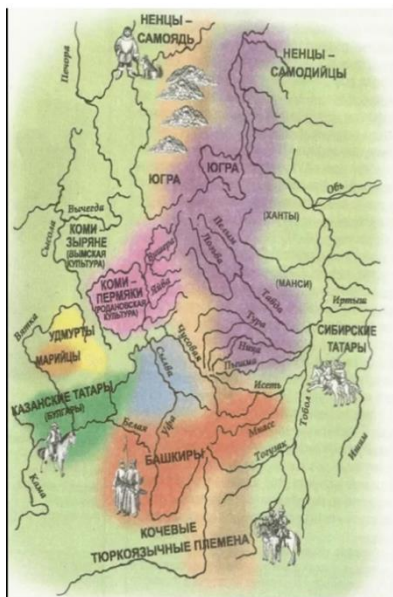 НЕНЦЫ –
САМОЯДЬ
НЕНЦЫ –
САМОДИЙЦЫ
Печора
ЮГРА
ЮГРА
Обь
Вычегда
Сысола
КОМИ –
ЗЫРЯНЕ
(ВЫМСКАЯ
КУЛЬТУРА)
(ХАНТЫ)
Пелым
Лозьва
Вишера
Яйва
КОМИ –
ПЕРМЯКИ
(РОДАНОВСКАЯ
КУЛЬТУРА)
(МАНСИ)
Тавда
Иртыш
Тура
СИБИРСКИЕ
ТАТАРЫ
Вятка
УДМУРТЫ
МАРИЙЦЫ
Чусовая
Ница
Пышма
Сылва
Исеть
КАЗАНСКИЕ ТАТАРЫ
(БУЛГАРЫ)
Тобол
Ишим
Белая
Уфа
Миасс
БАШКИРЫ
Тогузак
Кама
КОЧЕВЫЕ
ТЮРКОЯЗЫЧНЫЕ ПЛЕМЕНА